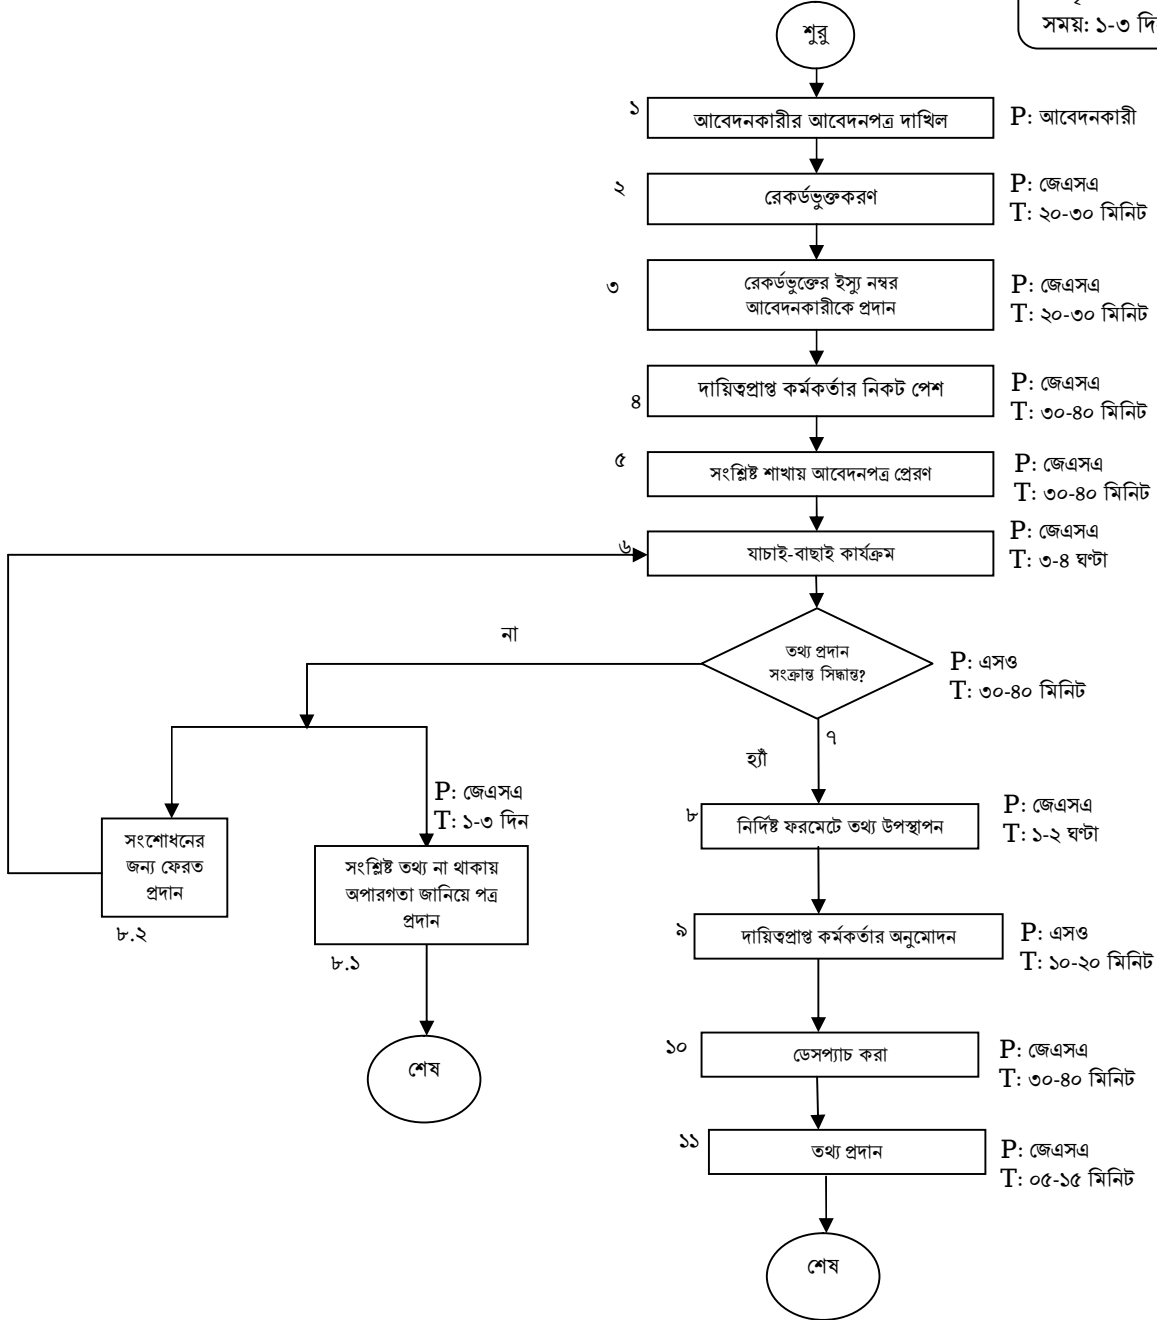 সময়: ১-৩ দি
শুরু
১
আবেদনকারীর আবেদনপত্র দাখিল
P: আবেদনকারী
২
রেকর্ডভুক্তকরণ
P: জেএসএ
T: ২০-৩০ মিনিট
৩
রেকর্ডভুক্তের ইস্যু নম্বর
আবেদনকারীকে প্রদান
P: জেএসএ
T: ২০-৩০ মিনিট
৪
দায়িত্বপ্রাপ্ত কর্মকর্তার নিকট পেশ
P: জেএসএ
T: ৩০-৪০ মিনিট
৫
সংশ্লিষ্ট শাখায় আবেদনপত্র প্রেরণ
P: জেএসএ
T: ৩০-৪০ মিনিট
৬
যাচাই-বাছাই কার্যক্রম
P: জেএসএ
T: ৩-৪ ঘণ্টা
না
তথ্য প্রদান
সংক্রান্ত সিদ্ধান্ত?
P: এসও
T: ৩০-৪০ মিনিট
৭
হ্যাঁ
P: জেএসএ
T: ১-৩ দিন
সংশোধনের
জন্য ফেরত
প্রদান
৮.২
সংশ্লিষ্ট তথ্য না থাকায়
অপারগতা জানিয়ে পত্র
প্রদান
৮.১
শেষ
৮
নির্দিষ্ট ফরমেটে তথ্য উপস্থাপন
P: জেএসএ
T: ১-২ ঘণ্টা
৯
দায়িত্বপ্রাপ্ত কর্মকর্তার অনুমোদন
P: এসও
T: ১০-২০ মিনিট
১০
ডেসপ্যাচ করা
P: জেএসএ
T: ৩০-৪০ মিনিট
১১
তথ্য প্রদান
P: জেএসএ
T: ০৫-১৫ মিনিট
শেষ